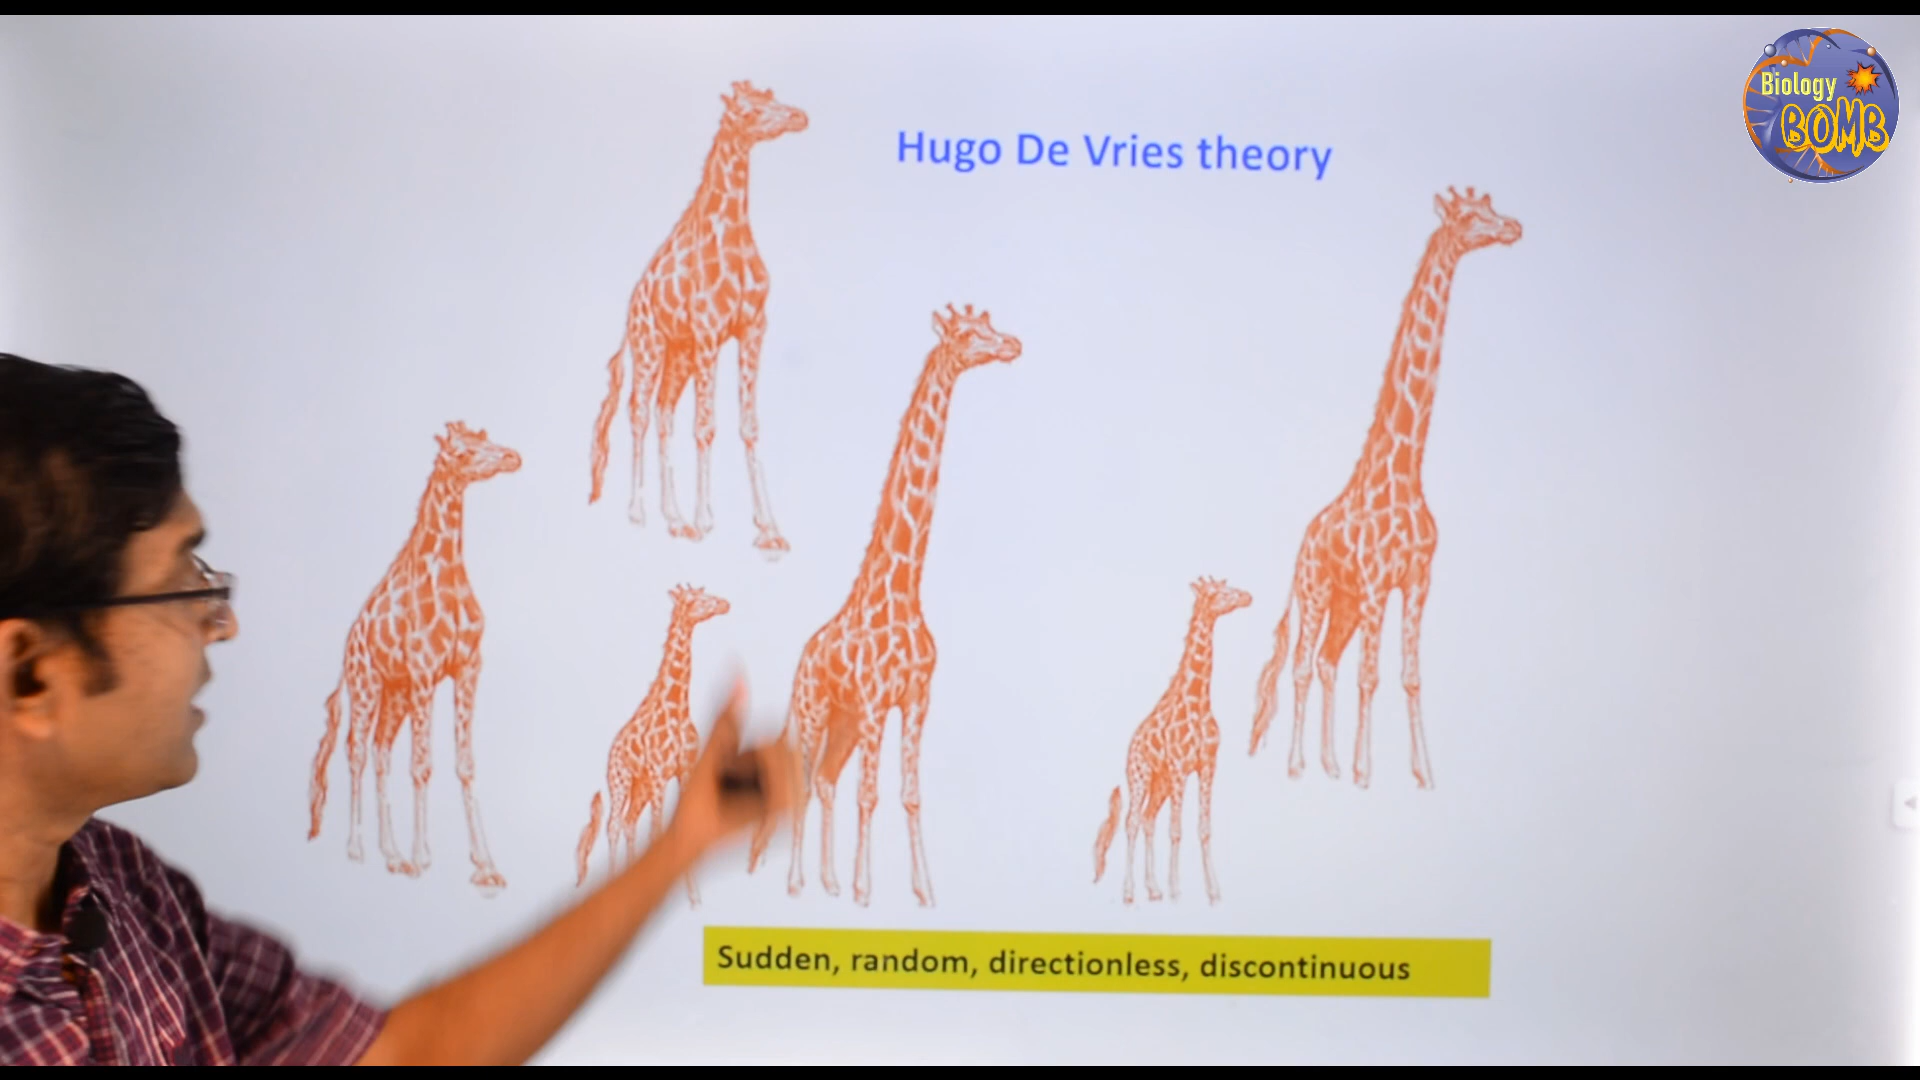 Biology
BOMB
Hugo De Vries theory
Sudden, random, directionless, discontinuous